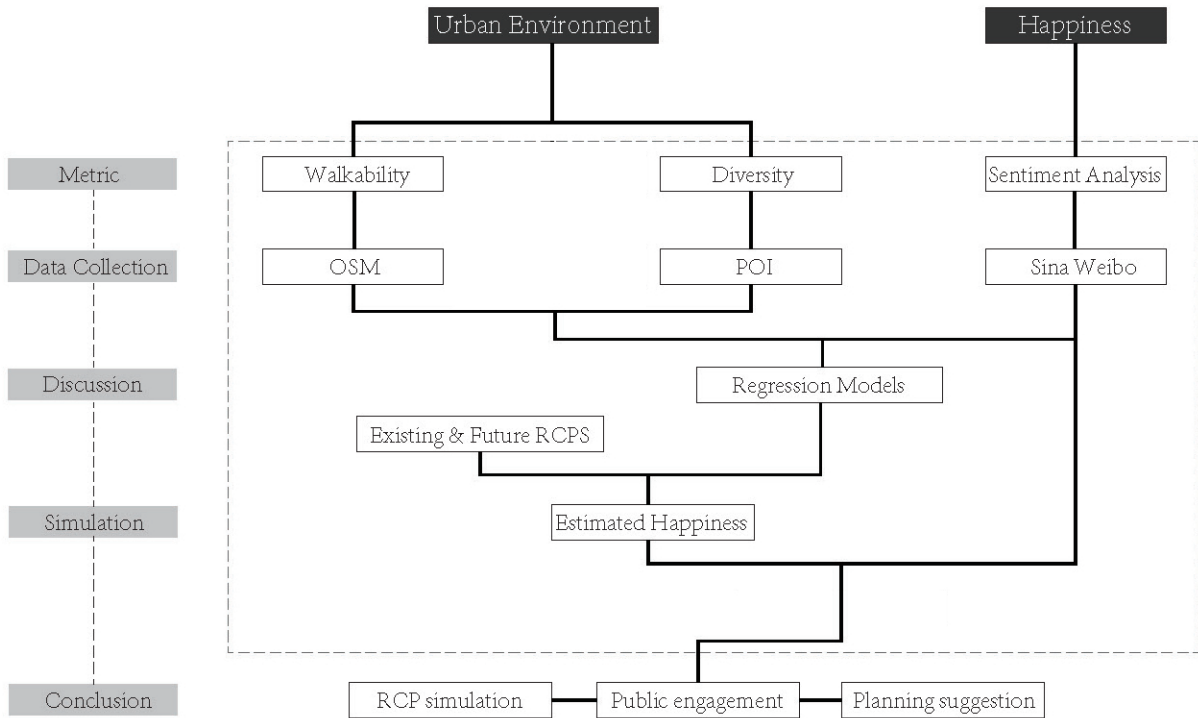 Urban Environment
Happiness
Metric
Walkability
Diversity
Sentiment Analysis
Data Collection
OSM
POI
Sina Weibo
Discussion
Regression Models
Existing & Future RCPS
Simulation
Estimated Happiness
Conclusion
RCP simulation
Public engagement
Planning suggestion